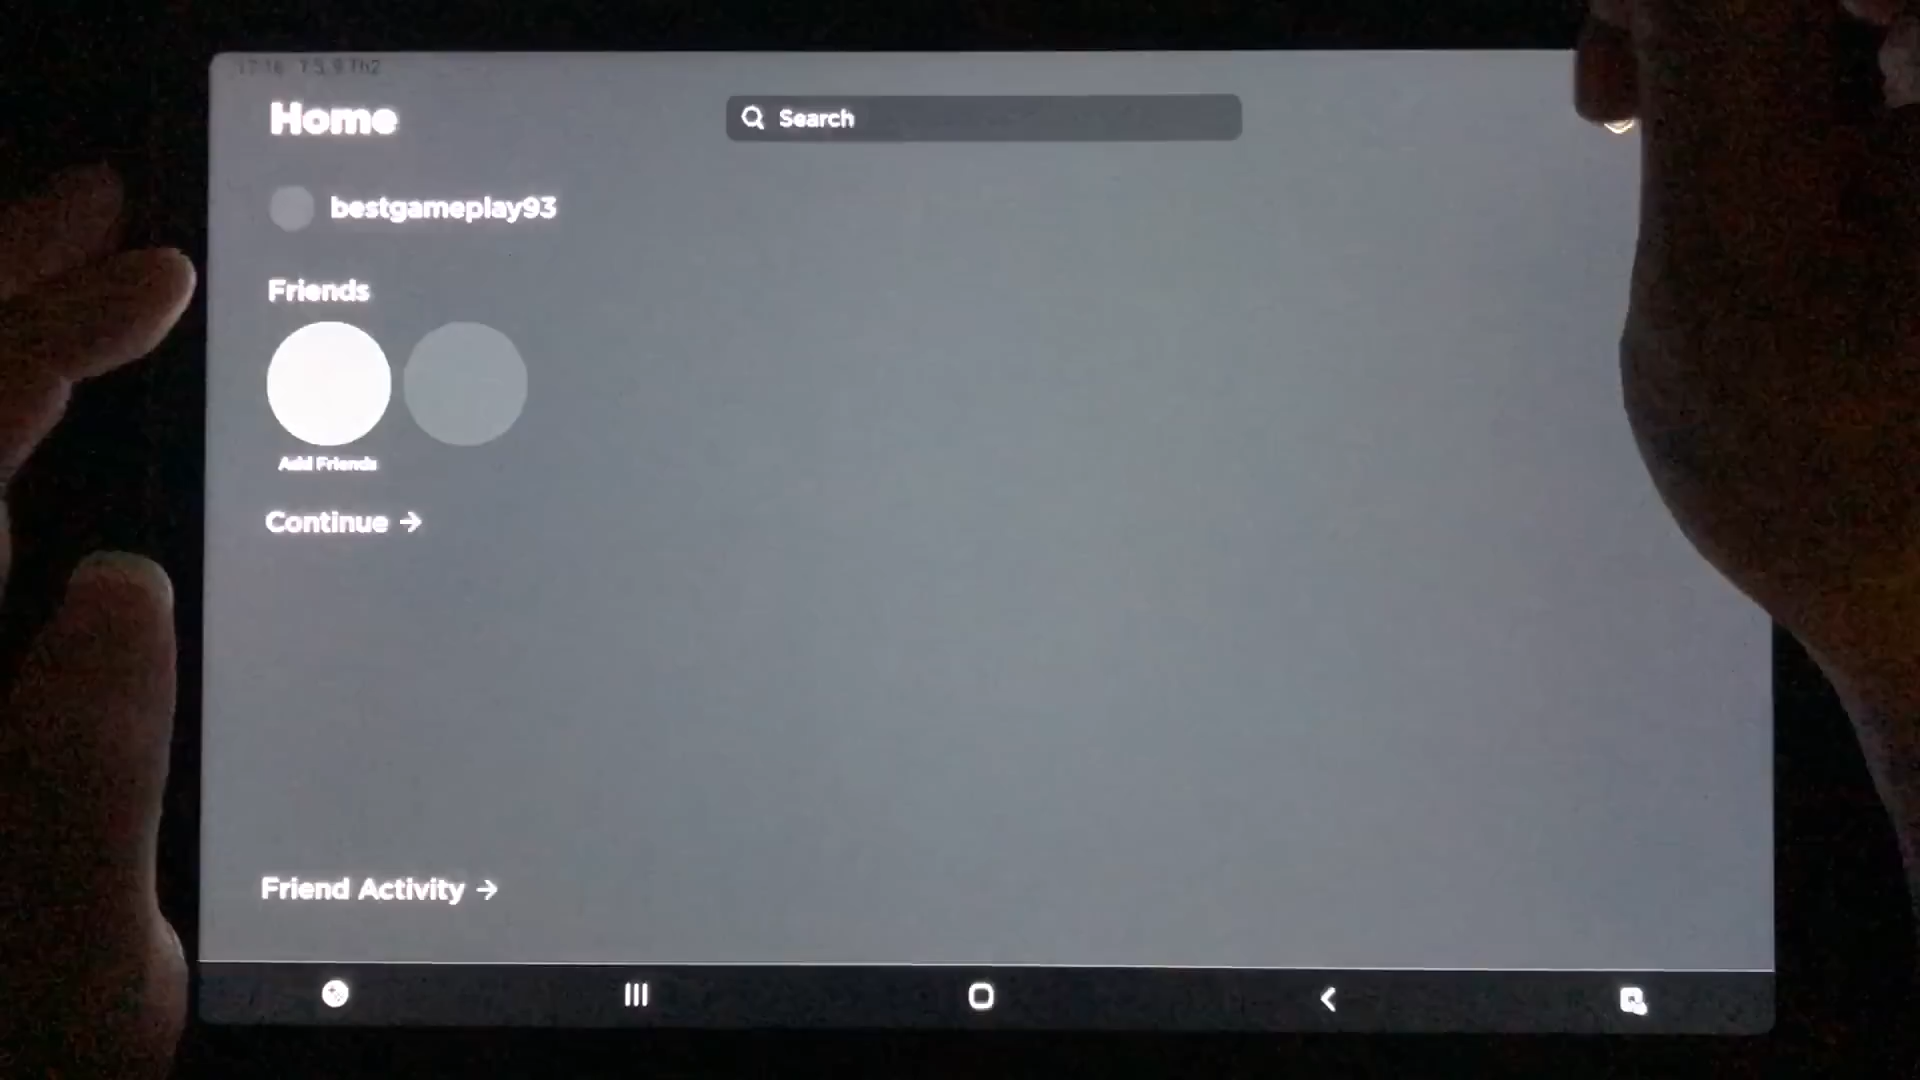 Home
Search
bestgameplay93
Friends
Add Friends
Continue →
Friend Activity →